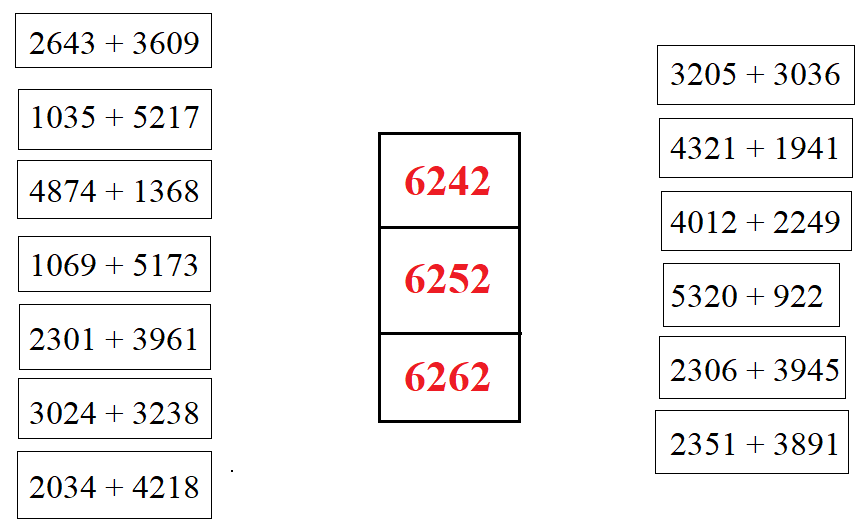 2643 + 3609
1035 + 5217
4874 + 1368
1069 + 5173
2301 + 3961
3024 + 3238
2034 + 4218
.
6242
6252
6262
3205 + 3036
4321 + 1941
4012 + 2249
5320 + 922
2306 + 3945
2351 + 3891